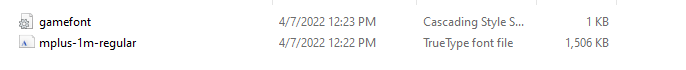 gamefont 4/7/2022 12:23 PM Cascading Style S... 1 KB
mplus-1m-regular 4/7/2022 12:22 PM TrueType font file 1,506 KB